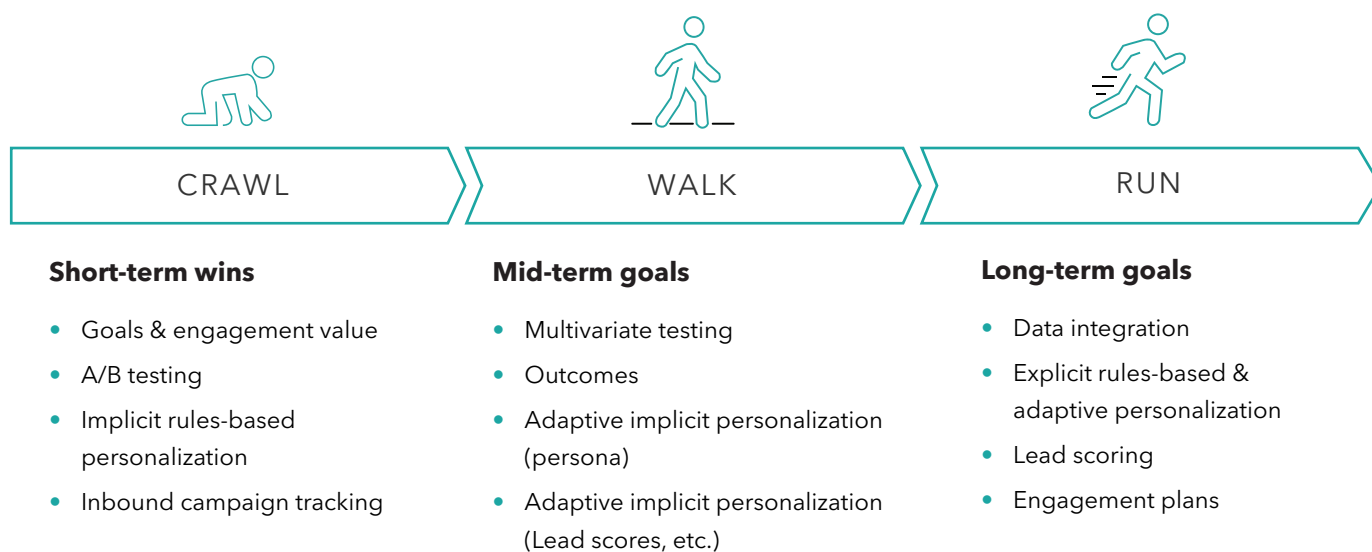 CRAWL
WALK
RUN
Short-term wins
• Goals & engagement value
• A/B testing
• Implicit rules-based
personalization
• Inbound campaign tracking
Mid-term goals
• Multivariate testing
• Outcomes
• Adaptive implicit personalization
(persona)
• Adaptive implicit personalization
(Lead scores, etc.)
Long-term goals
• Data integration
• Explicit rules-based &
adaptive personalization
• Lead scoring
• Engagement plans